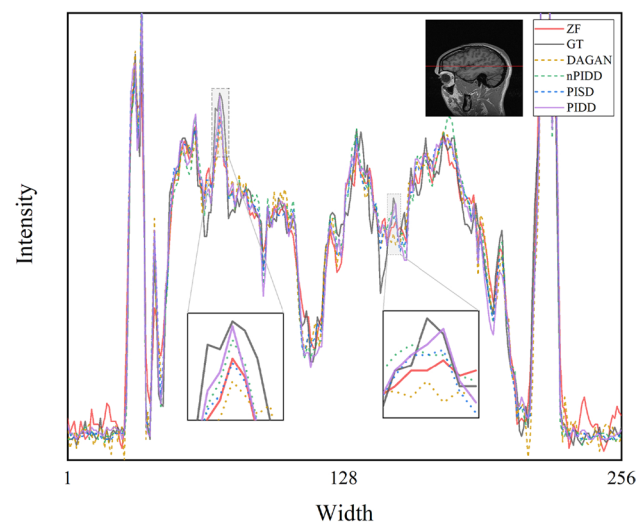 ZF
GT
DAGAN
nPIDD
PISD
PIDD
Intensity
1
128
256
Width